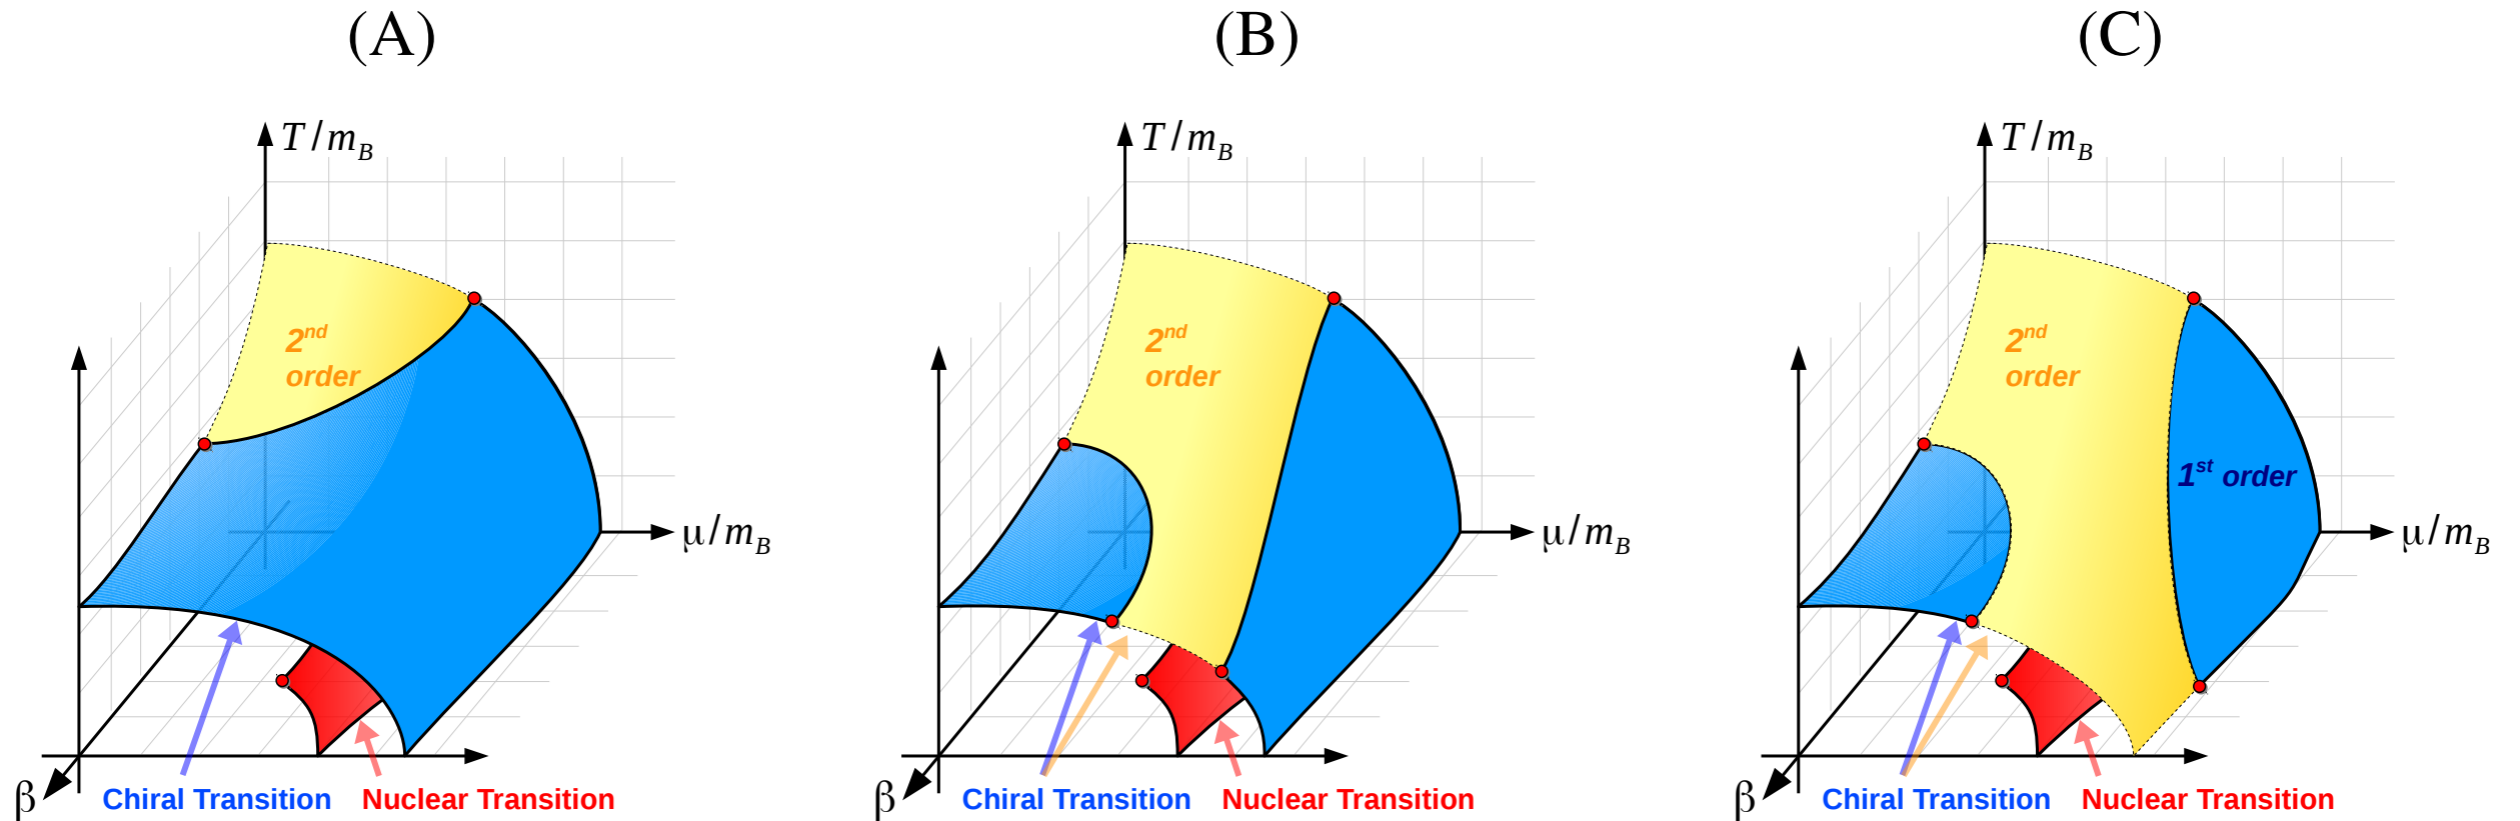 (A)
(B)
(C)
T/m_B
T/m_B
T/m_B
2nd
order
2nd
order
2nd
order
1st order
μ/m_B
μ/m_B
μ/m_B
β
Chiral Transition
Nuclear Transition
β
Chiral Transition
Nuclear Transition
β
Chiral Transition
Nuclear Transition